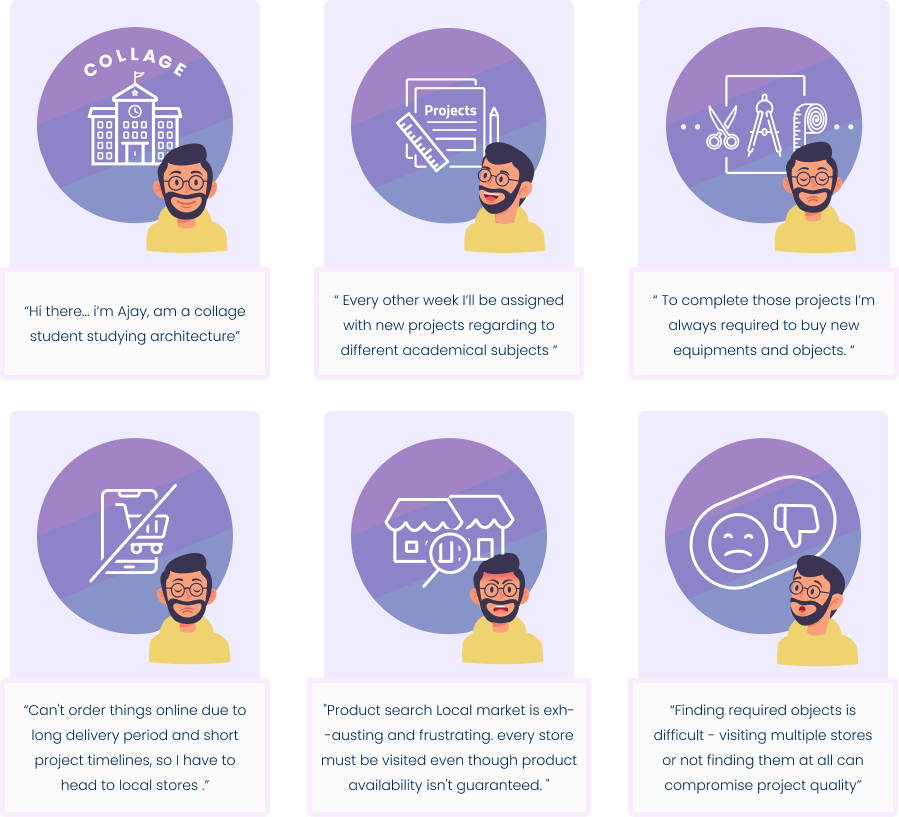 COLLAGE
“Hi there... i’m Ajay, am a collage
student studying architecture”
Projects
“ Every other week I’ll be assigned
with new projects regarding to
different academical subjects “
“ To complete those projects I’m
always required to buy new
equipments and objects. “
“Can't order things online due to
long delivery period and short
project timelines, so I have to
head to local stores .”
"Product search Local market is exh-
-austing and frustrating. every store
must be visited even though product
availability isn't guaranteed. "
“Finding required objects is
difficult - visiting multiple stores
or not finding them at all can
compromise project quality”